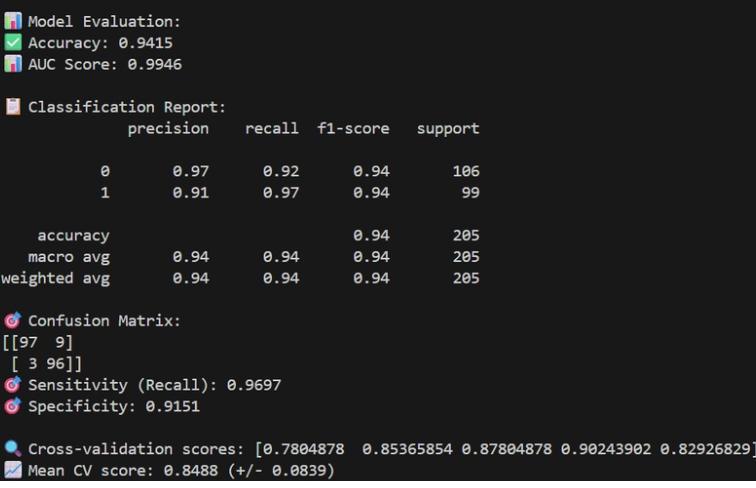 📊 Model Evaluation:
✅ Accuracy: 0.9415
📊 AUC Score: 0.9946
📋 Classification Report:
precision recall f1-score support
0 0.97 0.92 0.94 106
1 0.91 0.97 0.94 99
accuracy 0.94 205
macro avg 0.94 0.94 0.94 205
weighted avg 0.94 0.94 0.94 205
🎯 Confusion Matrix:
[[97 9]
[ 3 96]]
🎯 Sensitivity (Recall): 0.9697
🎯 Specificity: 0.9151
🔍 Cross-validation scores: [0.7804878 0.85365854 0.87804878 0.90243902 0.82926829]
📈 Mean CV score: 0.8488 (+/- 0.0839)